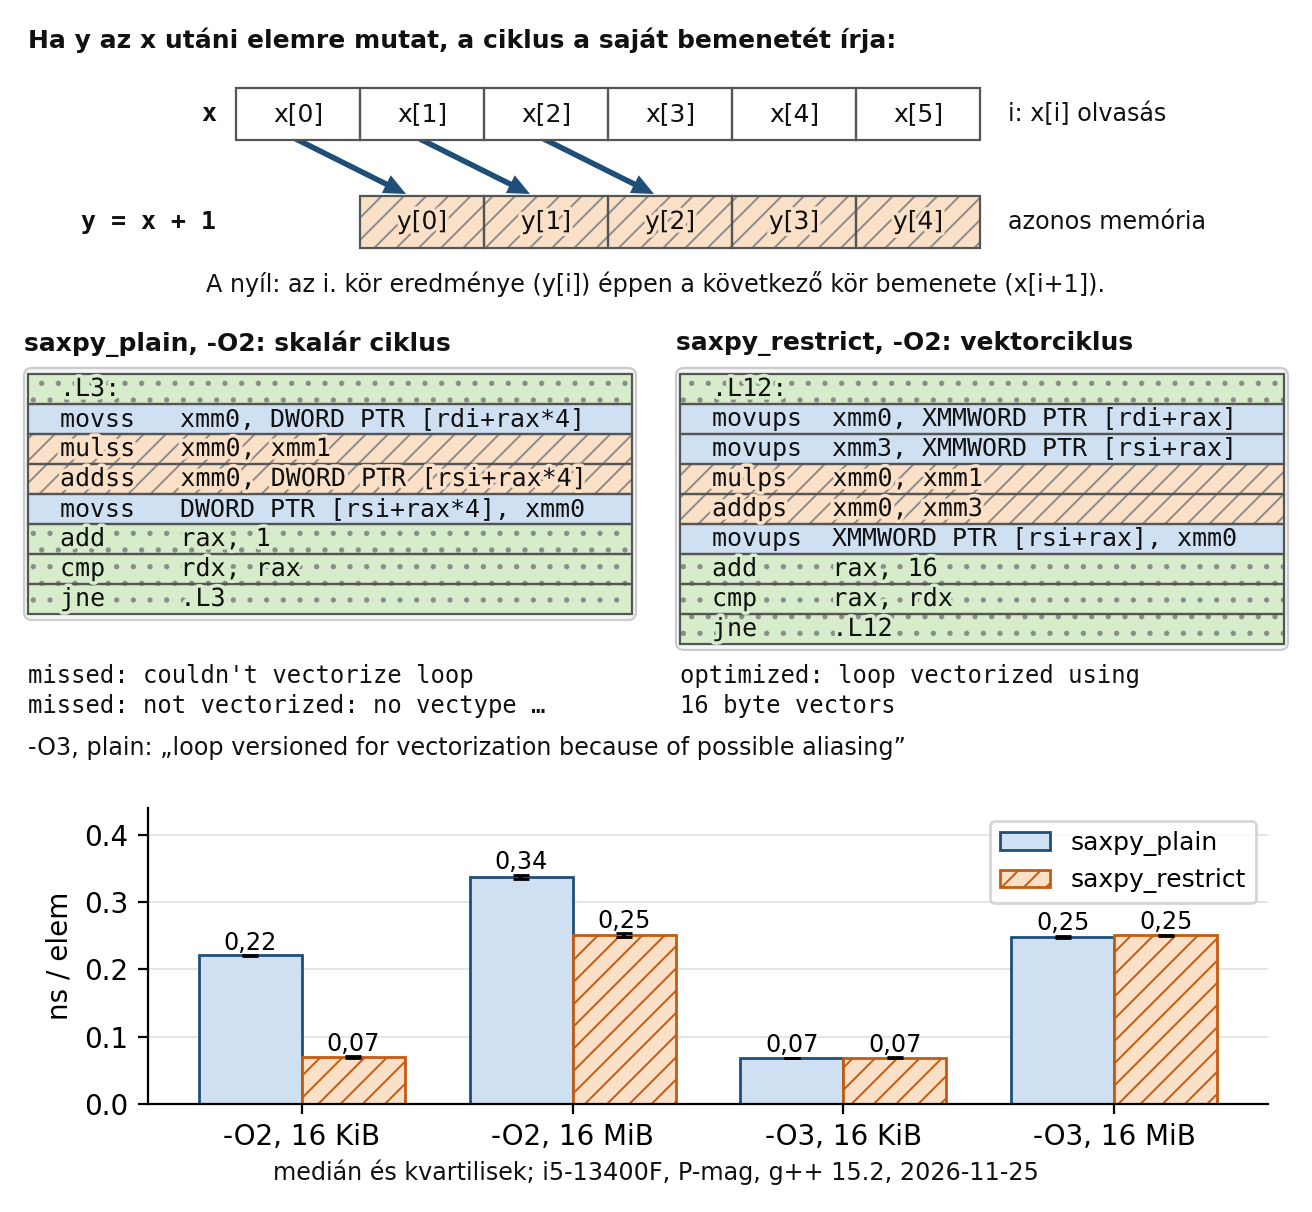 Ha y az x utáni elemre mutat, a ciklus a saját bemenetét írja:
x x[0] x[1] x[2] x[3] x[4] x[5] i: x[i] olvasás
y = x + 1 y[0] y[1] y[2] y[3] y[4] azonos memória
A nyíl: az i. kör eredménye (y[i]) éppen a következő kör bemenete (x[i+1]).
saxpy_plain, -O2: skalár ciklus
.L3:
movss xmm0, DWORD PTR [rdi+rax*4]
mulss xmm0, xmm1
addss xmm0, DWORD PTR [rsi+rax*4]
movss DWORD PTR [rsi+rax*4], xmm0
add rax, 1
cmp rdx, rax
jne .L3
missed: couldn't vectorize loop
missed: not vectorized: no vectype …
saxpy_restrict, -O2: vektorciklus
.L12:
movups xmm0, XMMWORD PTR [rdi+rax]
movups xmm3, XMMWORD PTR [rsi+rax]
mulps xmm0, xmm1
addps xmm0, xmm3
movups XMMWORD PTR [rsi+rax], xmm0
add rax, 16
cmp rax, rdx
jne .L12
optimized: loop vectorized using
16 byte vectors
-O3, plain: „loop versioned for vectorization because of possible aliasing”
ns / elem
0.4
0.3
0.2
0.1
0.0
saxpy_plain
saxpy_restrict
0,22 0,07 0,34 0,25 0,07 0,07 0,25 0,25
-O2, 16 KiB -O2, 16 MiB -O3, 16 KiB -O3, 16 MiB
medián és kvartilisek; i5-13400F, P-mag, g++ 15.2, 2026-11-25